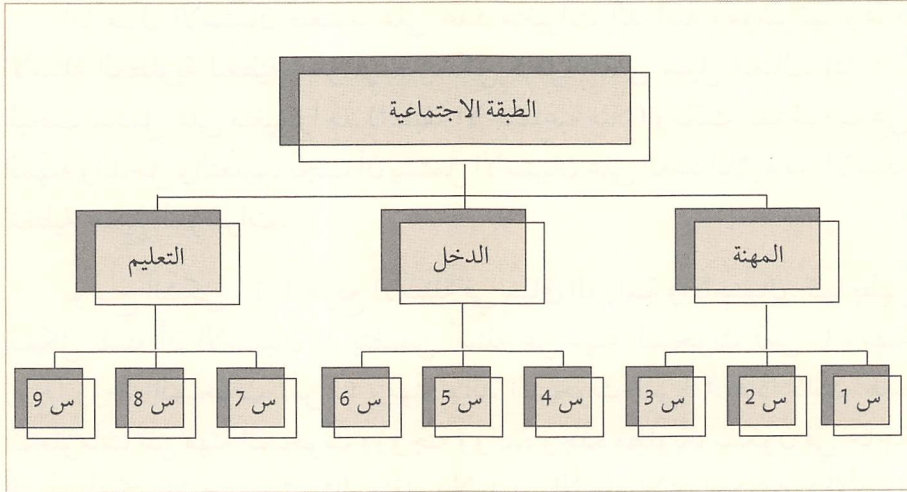 الطبقة الاجتماعية
المهنة
الدخل
التعليم
س 1
س 2
س 3
س 4
س 5
س 6
س 7
س 8
س 9